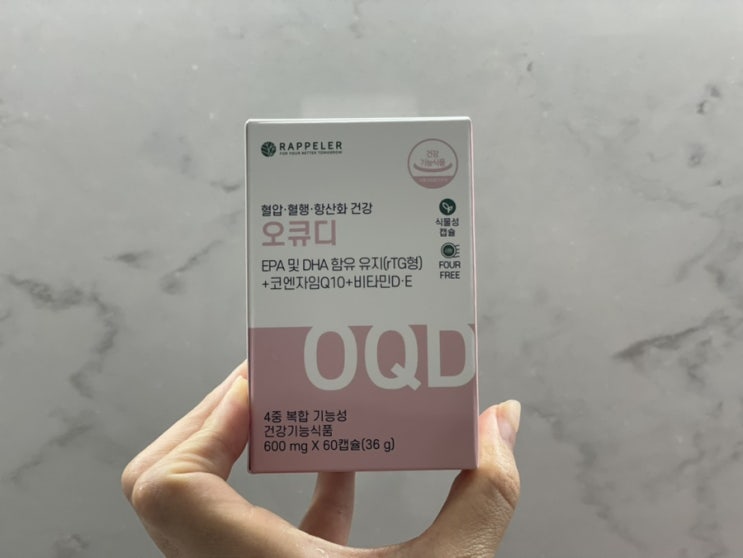 RAPPELER
FOR YOUR BETTER TOMORROW
건강
기능식품
혈압·혈행·항산화 건강
오큐디
EPA 및 DHA 함유 유지(rTG형)
+코엔자임Q10+비타민D·E
식물성
캡슐
FOUR
FREE
OQD
4중 복합 기능성
건강기능식품
600 mg X 60캡슐(36 g)